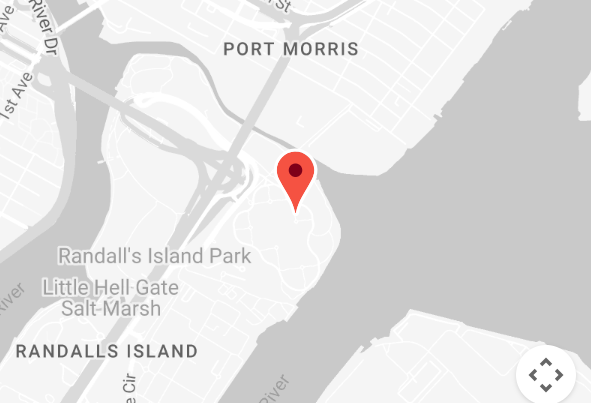 St
River Dr
Ave
PORT MORRIS
1st Ave
Randall's Island Park
Little Hell Gate
Salt-Marsh
River
RANDALLS ISLAND
Cir
River